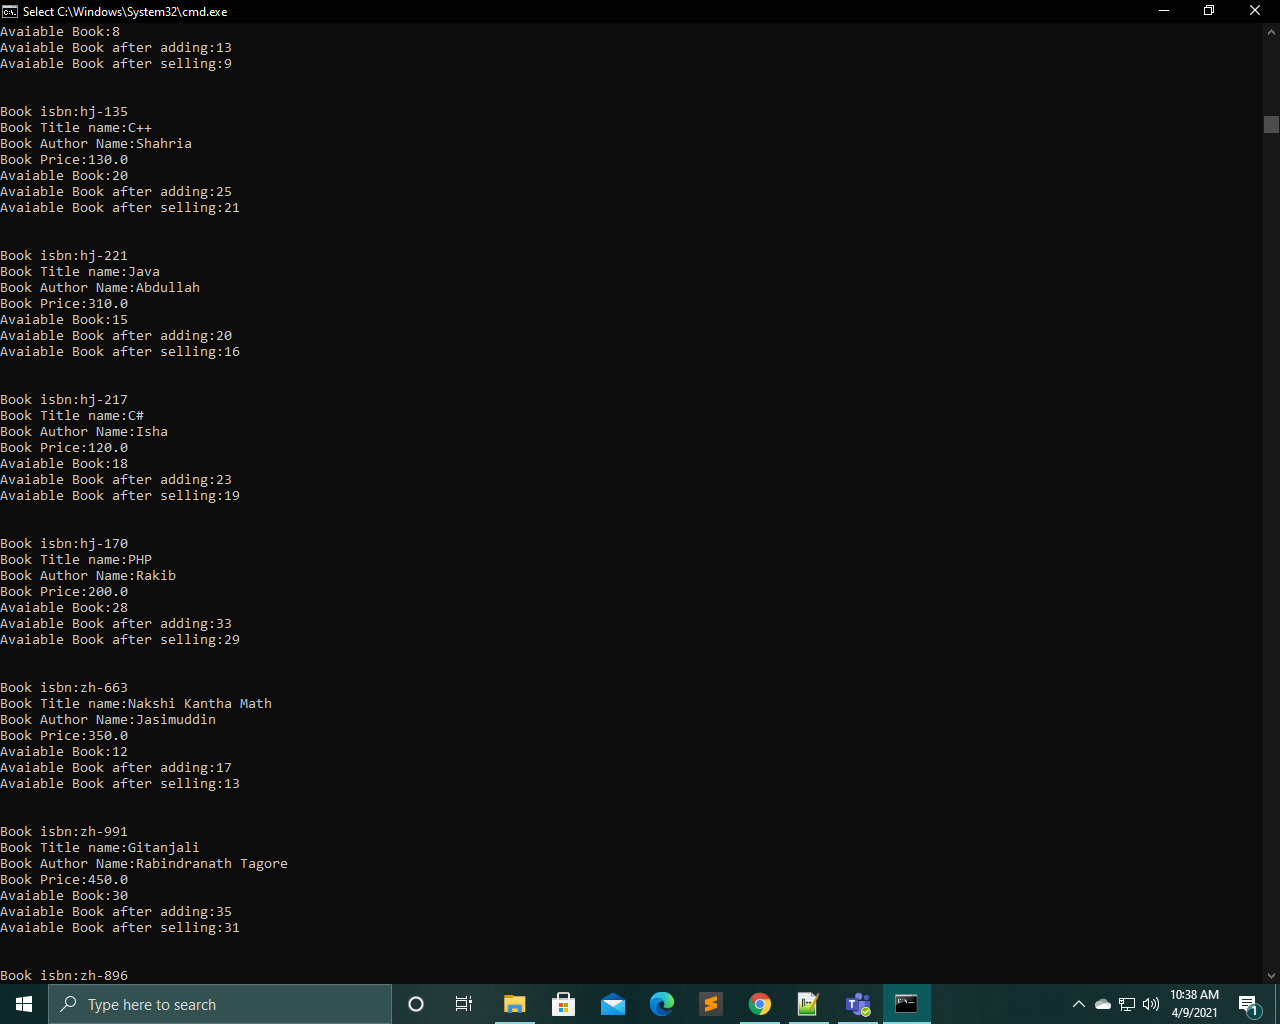 Select C:\Windows\System32\cmd.exe
Avaiable Book:8
Avaiable Book after adding:13
Avaiable Book after selling:9
Book isbn:hj-135
Book Title name:C++
Book Author Name:Shahria
Book Price:130.0
Avaiable Book:20
Avaiable Book after adding:25
Avaiable Book after selling:21
Book isbn:hj-221
Book Title name:Java
Book Author Name:Abdullah
Book Price:310.0
Avaiable Book:15
Avaiable Book after adding:20
Avaiable Book after selling:16
Book isbn:hj-217
Book Title name:C#
Book Author Name:Isha
Book Price:120.0
Avaiable Book:18
Avaiable Book after adding:23
Avaiable Book after selling:19
Book isbn:hj-170
Book Title name:PHP
Book Author Name:Rakib
Book Price:200.0
Avaiable Book:28
Avaiable Book after adding:33
Avaiable Book after selling:29
Book isbn:zh-663
Book Title name:Nakshi Kantha Math
Book Author Name:Jasimuddin
Book Price:350.0
Avaiable Book:12
Avaiable Book after adding:17
Avaiable Book after selling:13
Book isbn:zh-991
Book Title name:Gitanjali
Book Author Name:Rabindranath Tagore
Book Price:450.0
Avaiable Book:30
Avaiable Book after adding:35
Avaiable Book after selling:31
Book isbn:zh-896
Type here to search
10:38 AM
4/9/2021
1